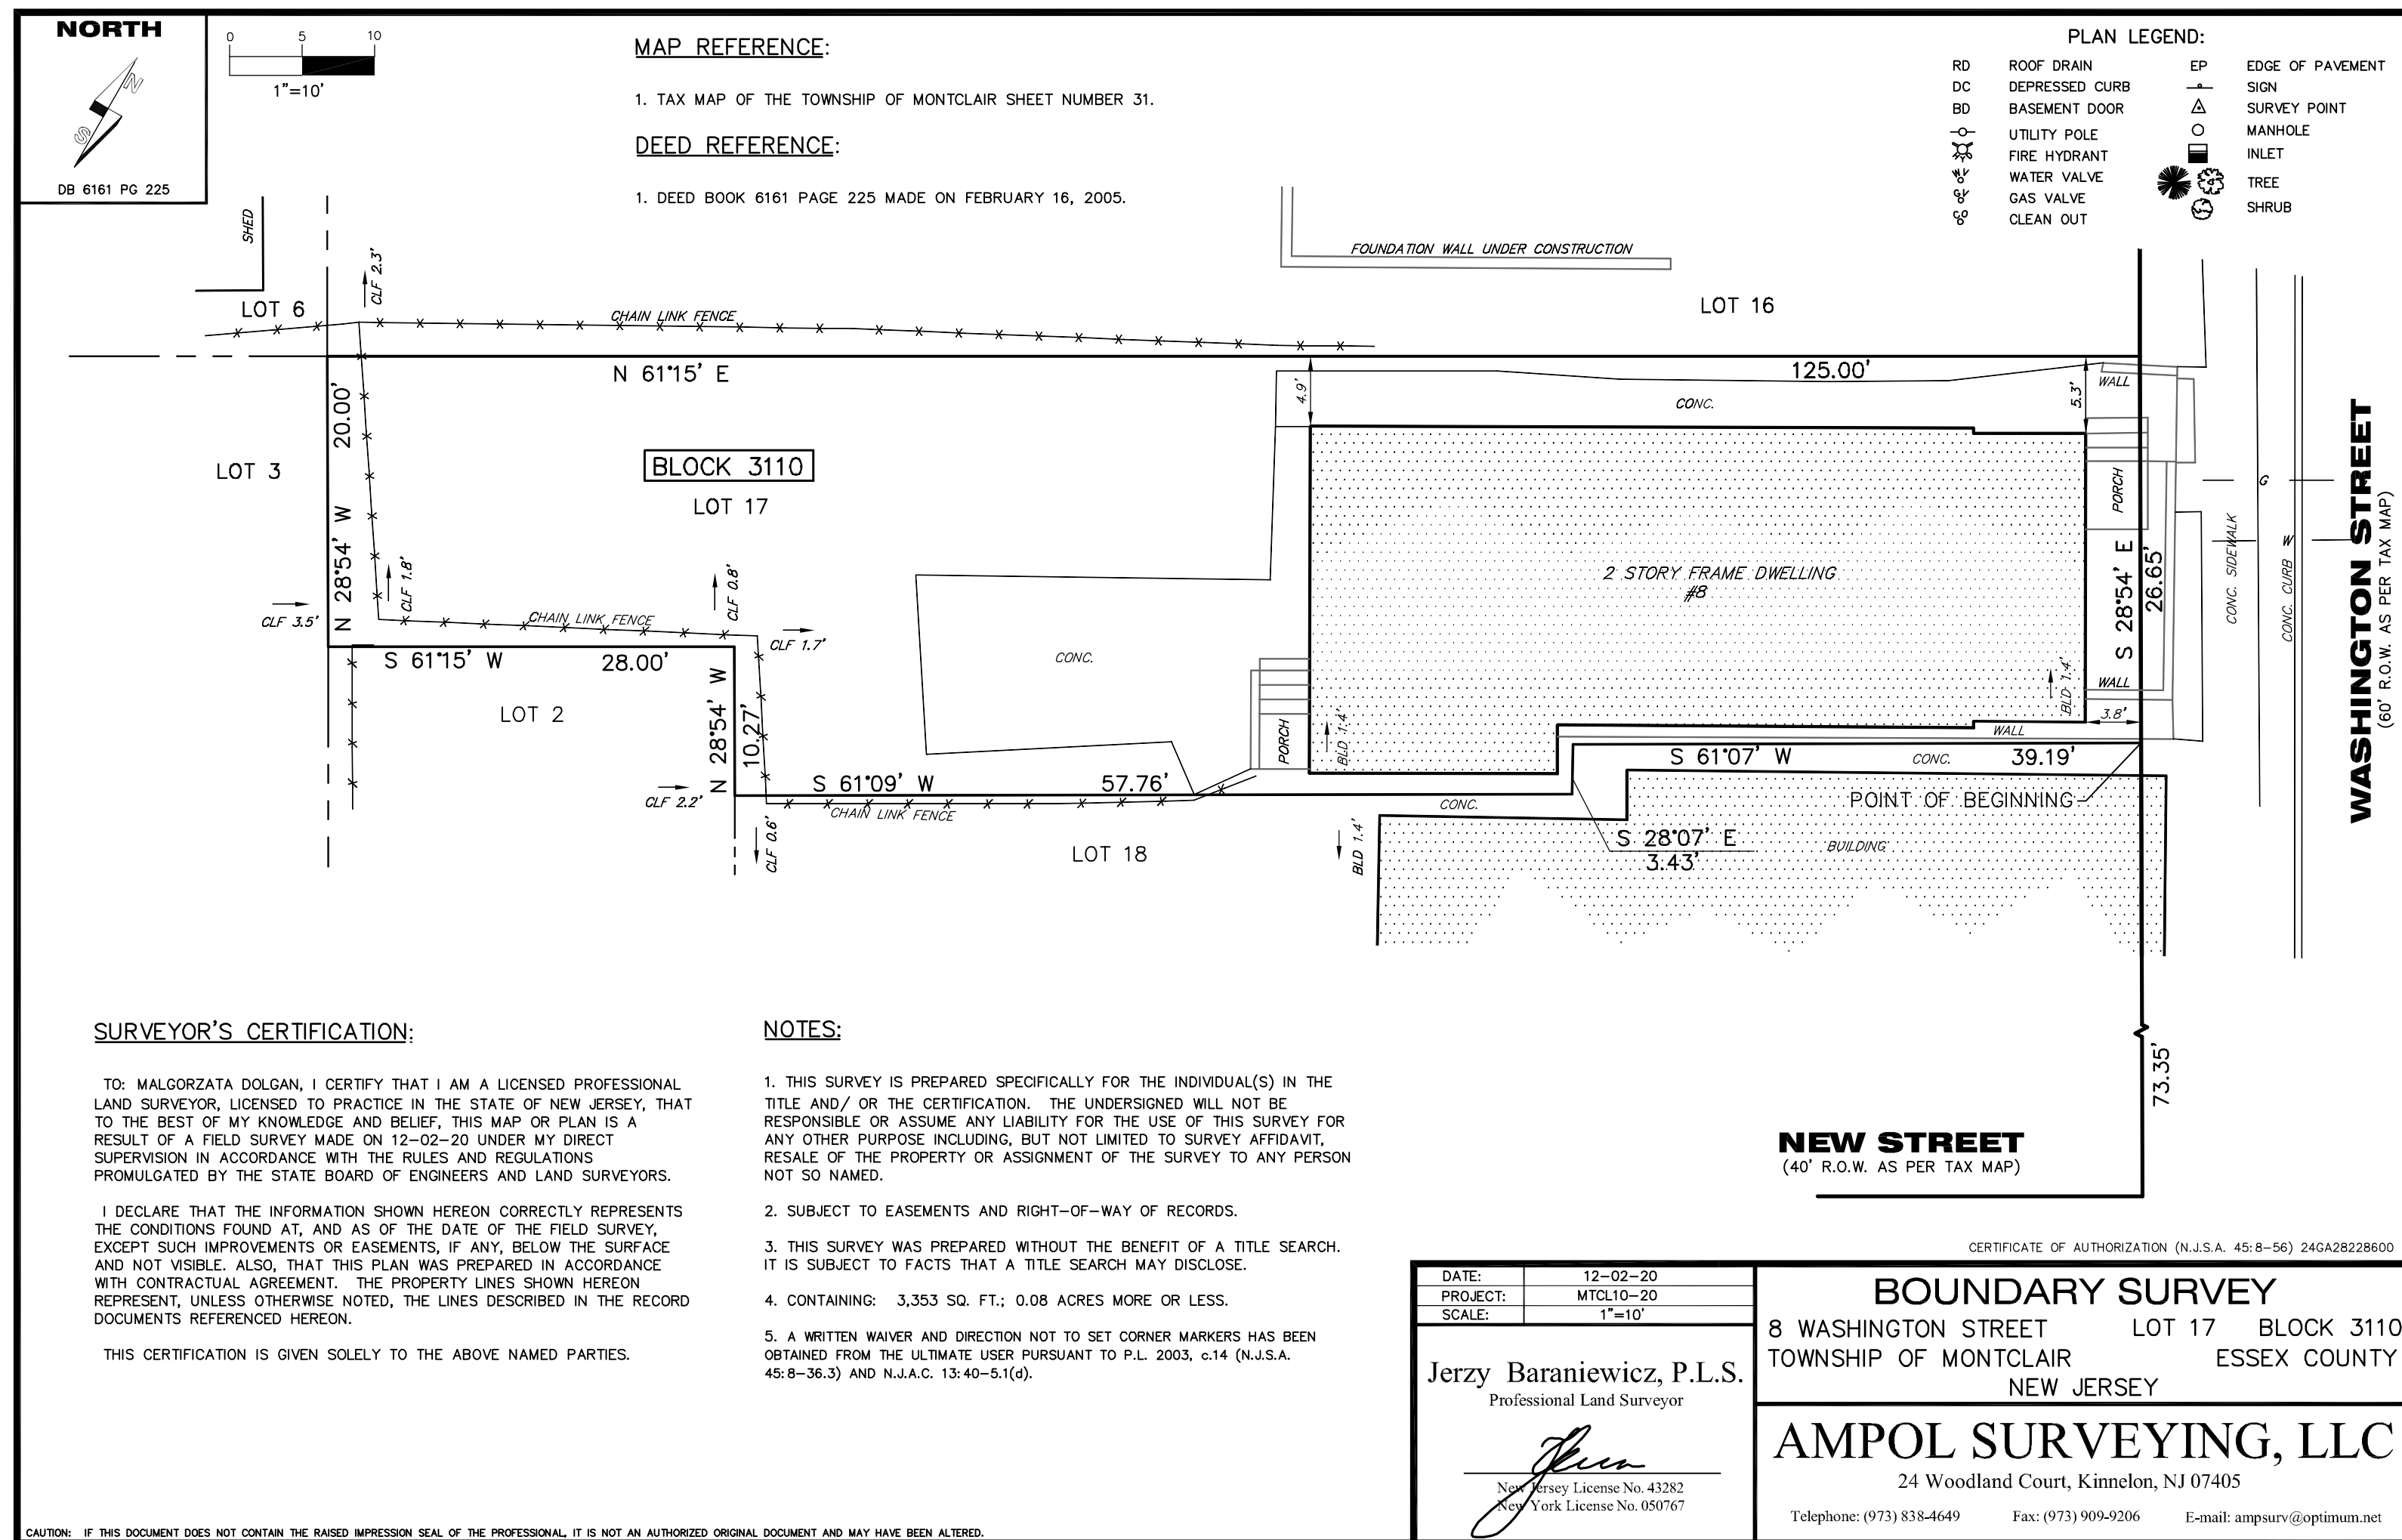 NORTH
N
S
DB 6161 PG 225
0 5 10
1"=10'
MAP REFERENCE:
1. TAX MAP OF THE TOWNSHIP OF MONTCLAIR SHEET NUMBER 31.
DEED REFERENCE:
1. DEED BOOK 6161 PAGE 225 MADE ON FEBRUARY 16, 2005.
PLAN LEGEND:
RD ROOF DRAIN
DC DEPRESSED CURB
BD BASEMENT DOOR
UTILITY POLE
FIRE HYDRANT
WV WATER VALVE
GV GAS VALVE
CO CLEAN OUT
EP EDGE OF PAVEMENT
SIGN
SURVEY POINT
MANHOLE
INLET
TREE
SHRUB
SHED
CLF 2.3'
FOUNDATION WALL UNDER CONSTRUCTION
LOT 6
CHAIN LINK FENCE
LOT 16
N 61°15' E
125.00'
20.00'
N 28°54' W
4.9'
5.3'
WALL
CONC.
LOT 3
BLOCK 3110
LOT 17
PORCH
G
W
2 STORY FRAME DWELLING
#8
S 28°54' E
26.65'
CONC. SIDEWALK
CONC. CURB
WASHINGTON STREET
(60' R.O.W. AS PER TAX MAP)
CLF 3.5'
CLF 1.8'
CHAIN LINK FENCE
CLF 0.8'
CLF 1.7'
S 61°15' W 28.00'
CONC.
LOT 2
N 28°54' W
10.27'
BLD 1.4'
WALL
3.8'
PORCH
BLD 1.4'
WALL
S 61°07' W CONC. 39.19'
CLF 2.2'
S 61°09' W 57.76'
CHAIN LINK FENCE
CONC.
POINT OF BEGINNING
CLF 0.6'
LOT 18
BLD 1.4'
S 28°07' E
3.43'
BUILDING
73.35'
NEW STREET
(40' R.O.W. AS PER TAX MAP)
SURVEYOR'S CERTIFICATION:
TO: MALGORZATA DOLGAN, I CERTIFY THAT I AM A LICENSED PROFESSIONAL
LAND SURVEYOR, LICENSED TO PRACTICE IN THE STATE OF NEW JERSEY, THAT
TO THE BEST OF MY KNOWLEDGE AND BELIEF, THIS MAP OR PLAN IS A
RESULT OF A FIELD SURVEY MADE ON 12-02-20 UNDER MY DIRECT
SUPERVISION IN ACCORDANCE WITH THE RULES AND REGULATIONS
PROMULGATED BY THE STATE BOARD OF ENGINEERS AND LAND SURVEYORS.
I DECLARE THAT THE INFORMATION SHOWN HEREON CORRECTLY REPRESENTS
THE CONDITIONS FOUND AT, AND AS OF THE DATE OF THE FIELD SURVEY,
EXCEPT SUCH IMPROVEMENTS OR EASEMENTS, IF ANY, BELOW THE SURFACE
AND NOT VISIBLE. ALSO, THAT THIS PLAN WAS PREPARED IN ACCORDANCE
WITH CONTRACTUAL AGREEMENT. THE PROPERTY LINES SHOWN HEREON
REPRESENT, UNLESS OTHERWISE NOTED, THE LINES DESCRIBED IN THE RECORD
DOCUMENTS REFERENCED HEREON.
THIS CERTIFICATION IS GIVEN SOLELY TO THE ABOVE NAMED PARTIES.
NOTES:
1. THIS SURVEY IS PREPARED SPECIFICALLY FOR THE INDIVIDUAL(S) IN THE
TITLE AND/ OR THE CERTIFICATION. THE UNDERSIGNED WILL NOT BE
RESPONSIBLE OR ASSUME ANY LIABILITY FOR THE USE OF THIS SURVEY FOR
ANY OTHER PURPOSE INCLUDING, BUT NOT LIMITED TO SURVEY AFFIDAVIT,
RESALE OF THE PROPERTY OR ASSIGNMENT OF THE SURVEY TO ANY PERSON
NOT SO NAMED.
2. SUBJECT TO EASEMENTS AND RIGHT-OF-WAY OF RECORDS.
3. THIS SURVEY WAS PREPARED WITHOUT THE BENEFIT OF A TITLE SEARCH.
IT IS SUBJECT TO FACTS THAT A TITLE SEARCH MAY DISCLOSE.
4. CONTAINING: 3,353 SQ. FT.; 0.08 ACRES MORE OR LESS.
5. A WRITTEN WAIVER AND DIRECTION NOT TO SET CORNER MARKERS HAS BEEN
OBTAINED FROM THE ULTIMATE USER PURSUANT TO P.L. 2003, c.14 (N.J.S.A.
45:8-36.3) AND N.J.A.C. 13:40-5.1(d).
CERTIFICATE OF AUTHORIZATION (N.J.S.A. 45:8-56) 24GA28228600
DATE: 12-02-20
PROJECT: MTCL10-20
SCALE: 1"=10'
Jerzy Baraniewicz, P.L.S.
Professional Land Surveyor
New Jersey License No. 43282
New York License No. 050767
BOUNDARY SURVEY
8 WASHINGTON STREET LOT 17 BLOCK 3110
TOWNSHIP OF MONTCLAIR ESSEX COUNTY
NEW JERSEY
AMPOL SURVEYING, LLC
24 Woodland Court, Kinnelon, NJ 07405
Telephone: (973) 838-4649 Fax: (973) 909-9206 E-mail: ampsurv@optimum.net
CAUTION: IF THIS DOCUMENT DOES NOT CONTAIN THE RAISED IMPRESSION SEAL OF THE PROFESSIONAL, IT IS NOT AN AUTHORIZED ORIGINAL DOCUMENT AND MAY HAVE BEEN ALTERED.